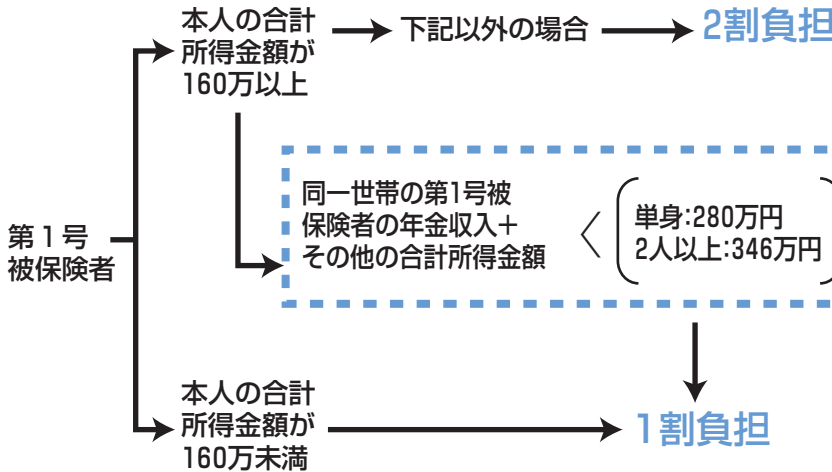 本人の合計
所得金額が
160万以上
下記以外の場合
2割負担
同一世帯の第1号被
保険者の年金収入＋
その他の合計所得金額
＜
単身:280万円
2人以上:346万円
第1号
被保険者
本人の合計
所得金額が
160万未満
1割負担